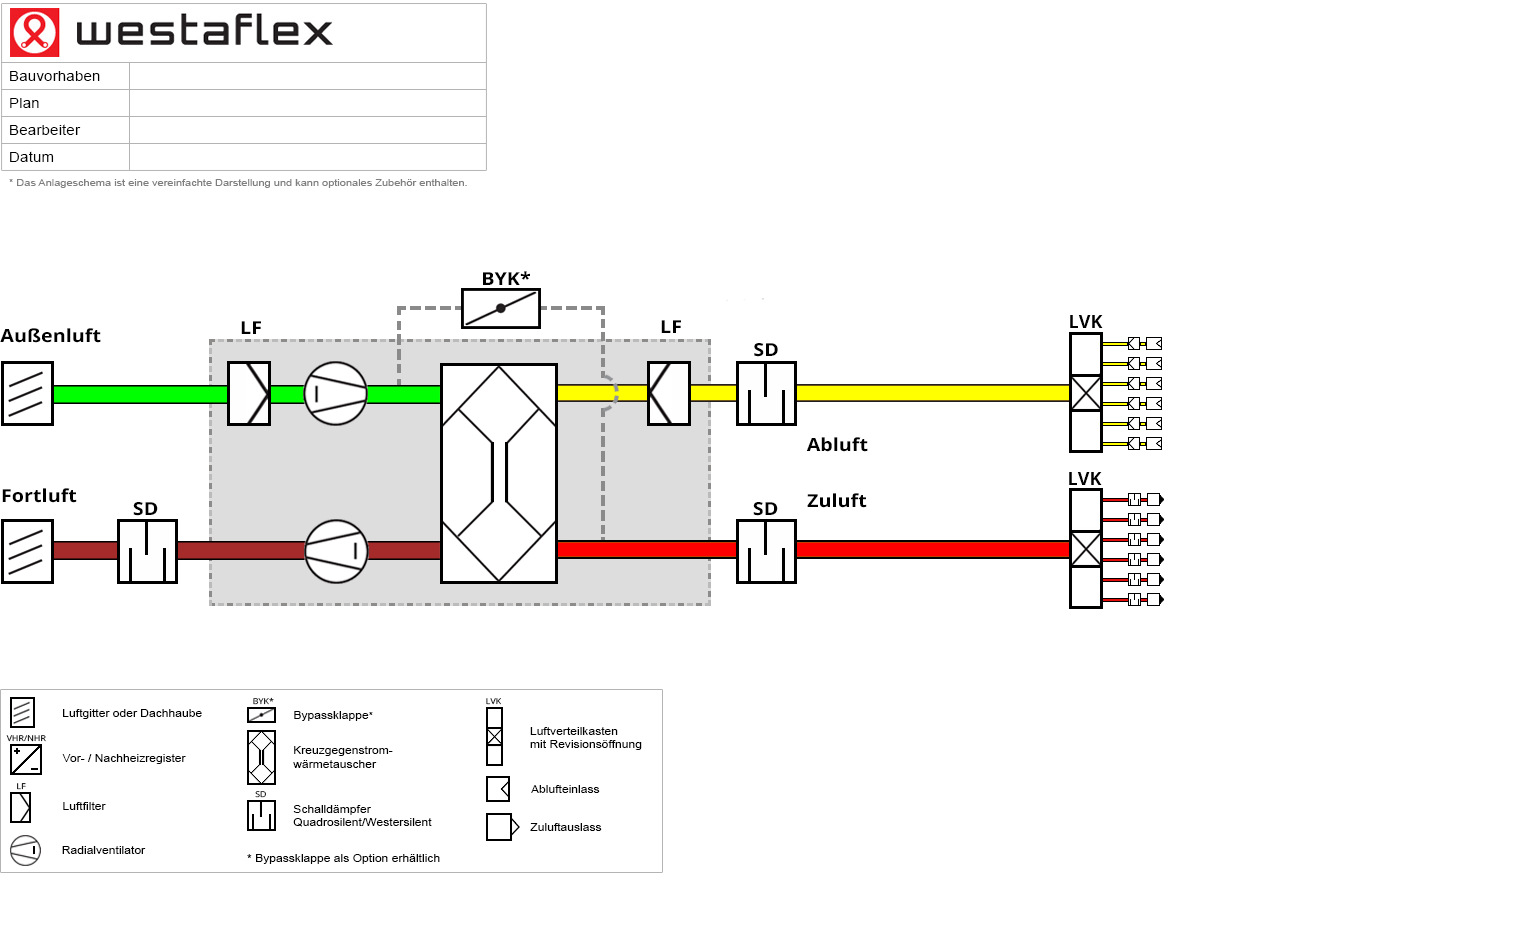 westaflex
Bauvorhaben
Plan
Bearbeiter
Datum
* Das Anlageschema ist eine vereinfachte Darstellung und kann optionales Zubehör enthalten.
BYK*
LF
LF
LVK
Außenluft
SD
Abluft
LVK
Fortluft
SD
SD
Zuluft
Luftgitter oder Dachhaube
VHR/NHR
Vor- / Nachheizregister
LF
Luftfilter
Radialventilator
BYK*
Bypassklappe*
Kreuzgegenstrom-
wärmetauscher
SD
Schalldämpfer
Quadrosilent/Westersilent
* Bypassklappe als Option erhältlich
LVK
Luftverteilkasten
mit Revisionsöffnung
Ablufteinlass
Zuluftauslass